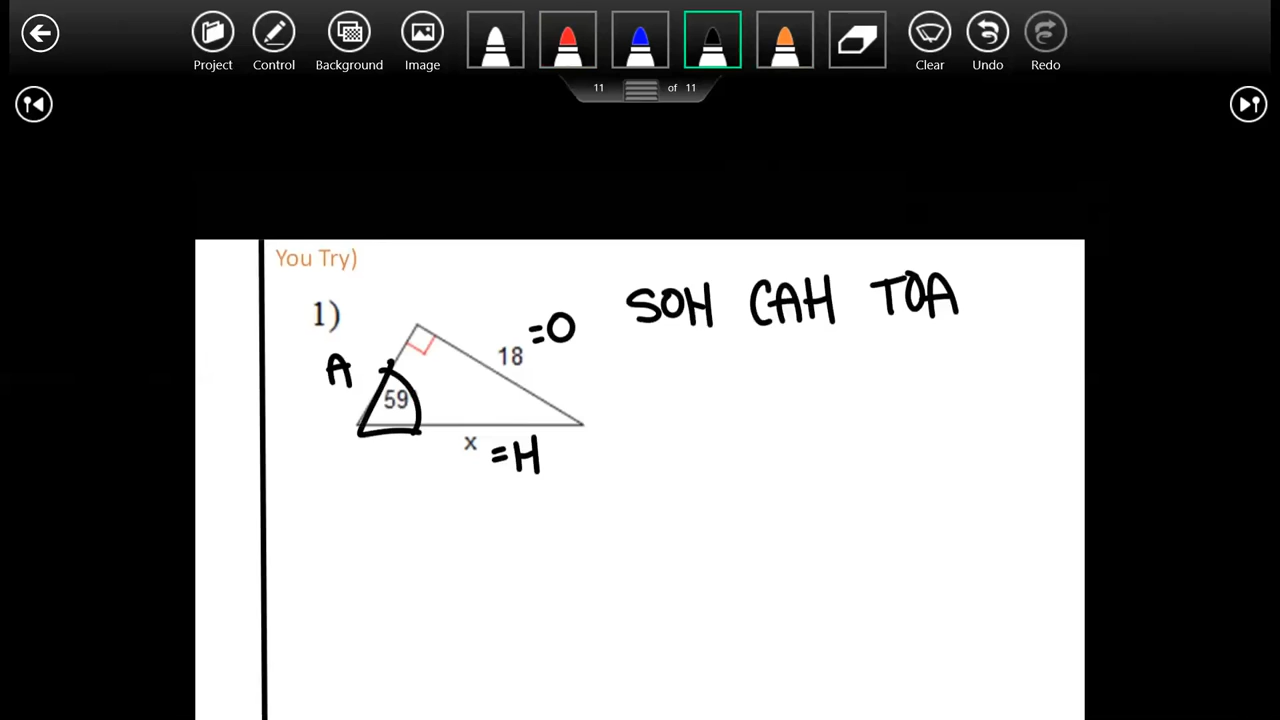 Project Control Background Image Clear Undo Redo
11 of 11
You Try)
SOH CAH TOA
1)
=O
18
A
59
x =H